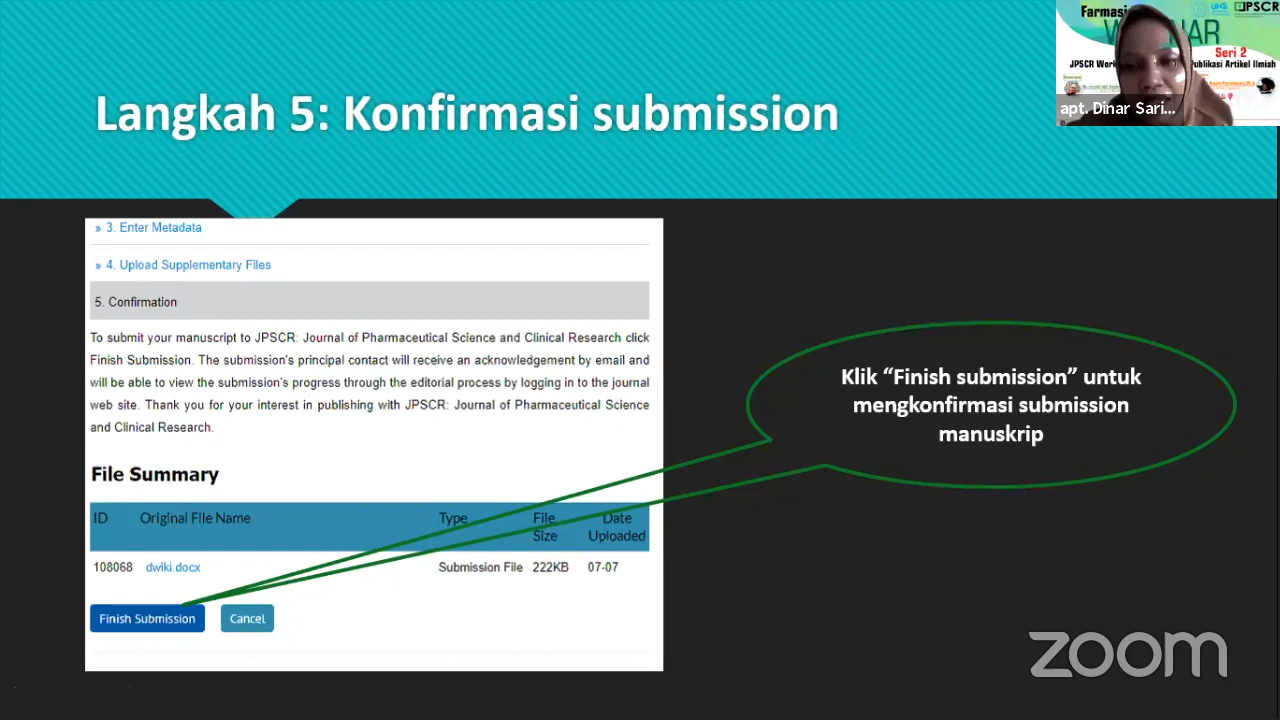 Langkah 5: Konfirmasi submission
» 3. Enter Metadata
» 4. Upload Supplementary Files
5. Confirmation
To submit your manuscript to JPSCR: Journal of Pharmaceutical Science and Clinical Research click
Finish Submission. The submission's principal contact will receive an acknowledgement by email and
will be able to view the submission's progress through the editorial process by logging in to the journal
web site. Thank you for your interest in publishing with JPSCR: Journal of Pharmaceutical Science
and Clinical Research.
File Summary
ID Original File Name Type File Size Date Uploaded
108068 dwiki.docx Submission File 222KB 07-07
Finish Submission Cancel
Klik “Finish submission” untuk
mengkonfirmasi submission
manuskrip
Farmasi UNS JPSCR
Seri 2
JPSCR Publikasi Artikel Ilmiah
apt. Dinar Sari...
zoom